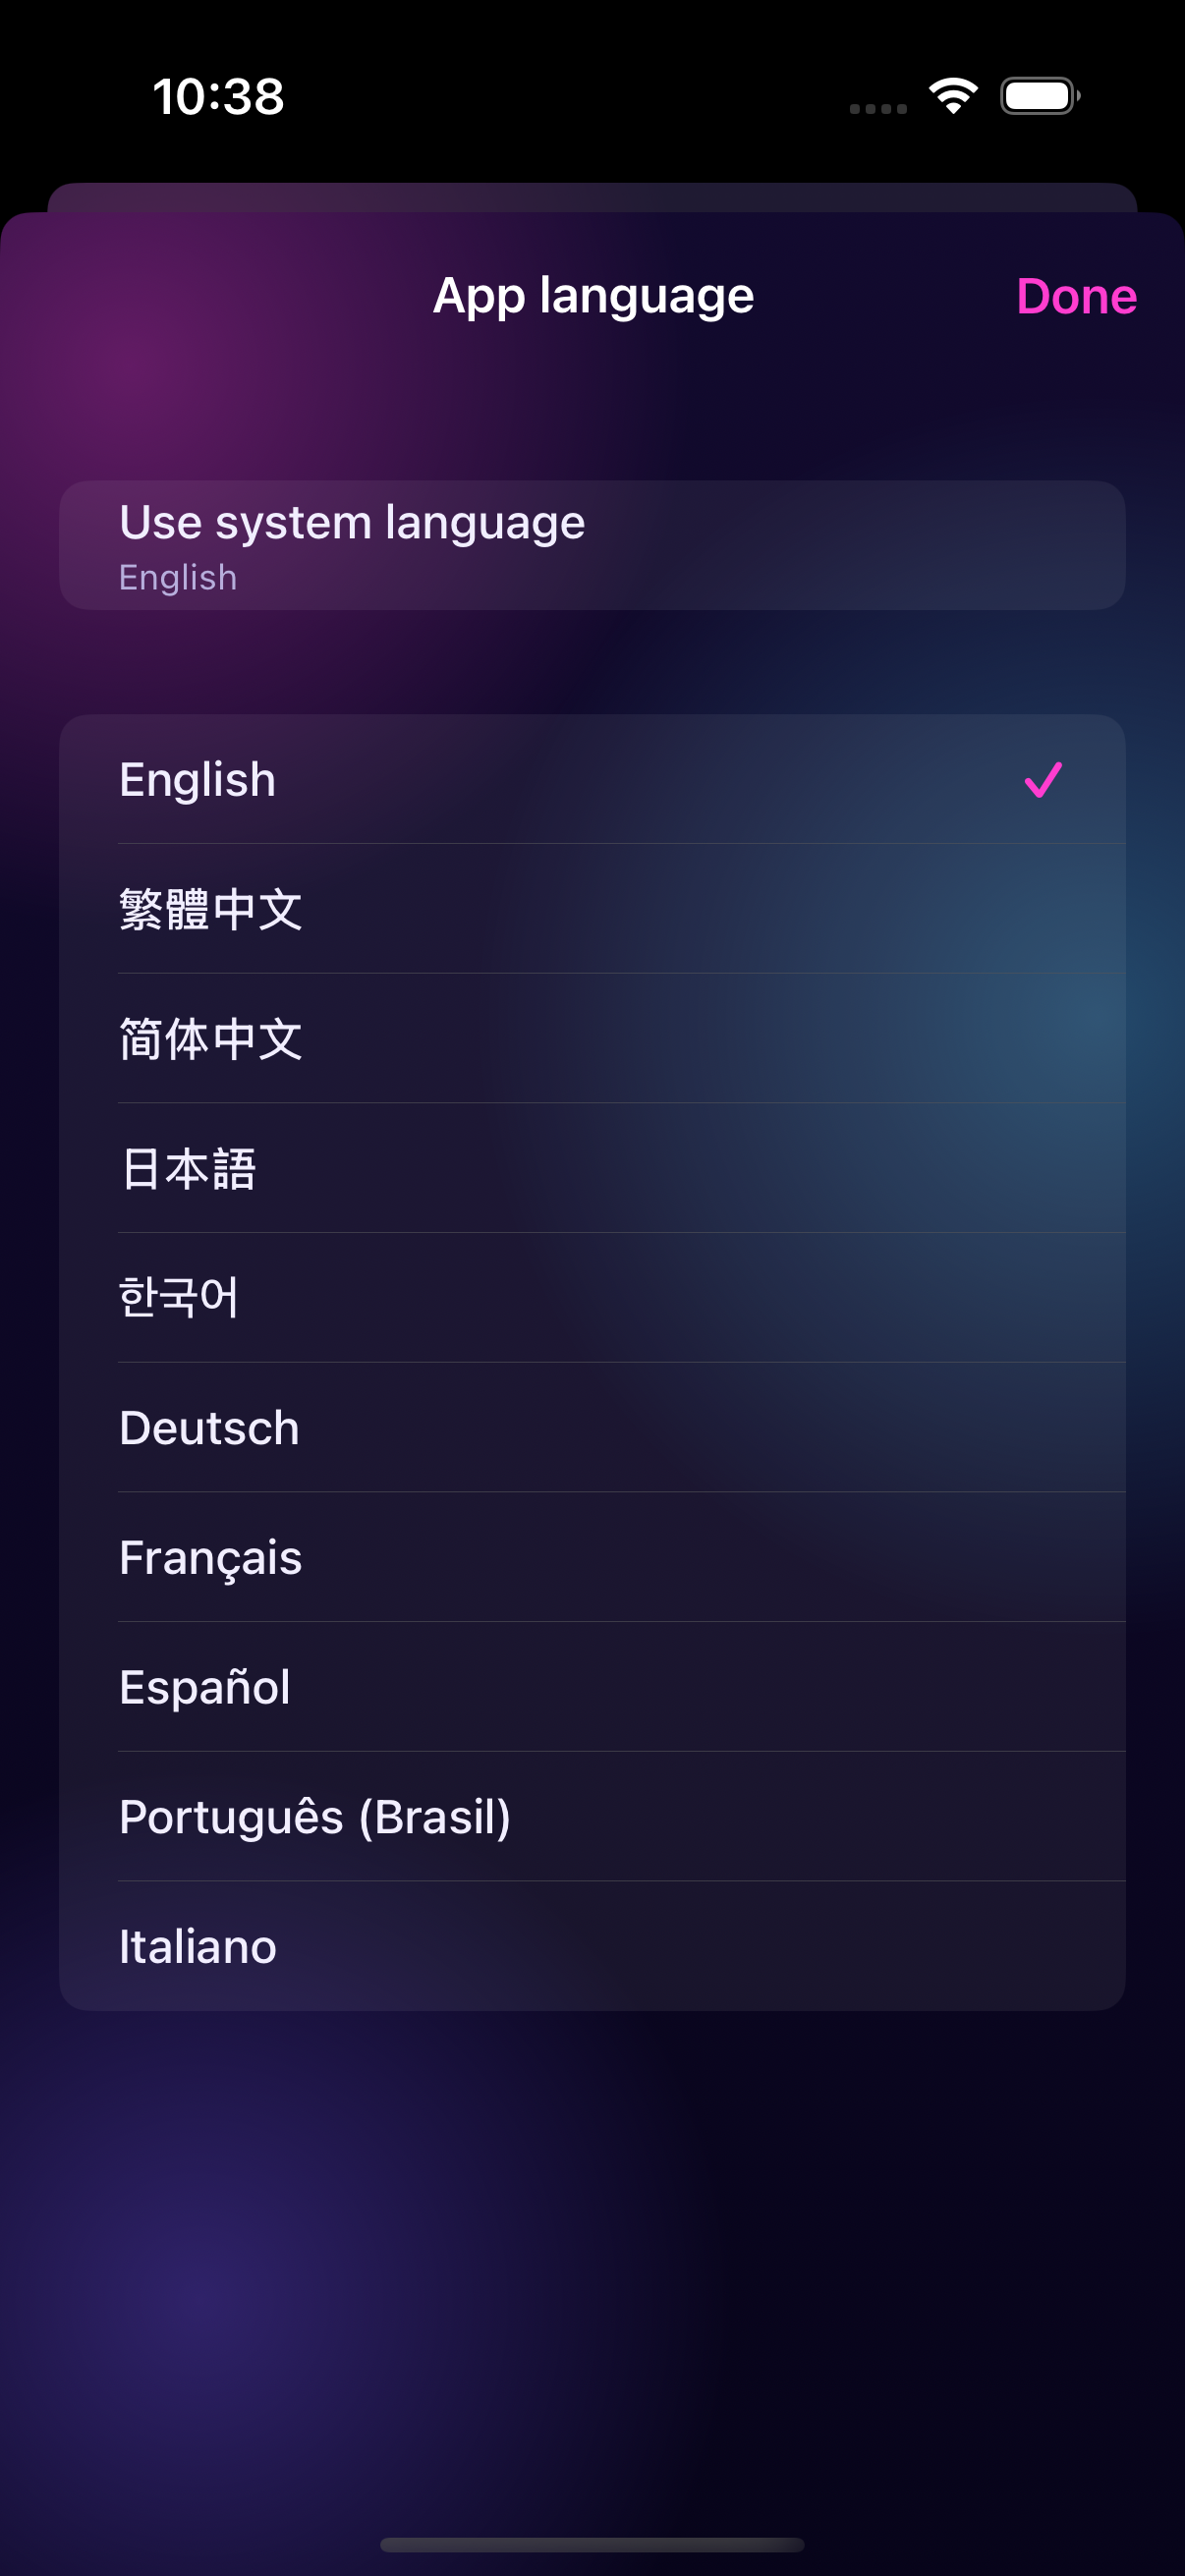 10:38
App language
Done
Use system language
English
English
繁體中文
简体中文
日本語
한국어
Deutsch
Français
Español
Português (Brasil)
Italiano